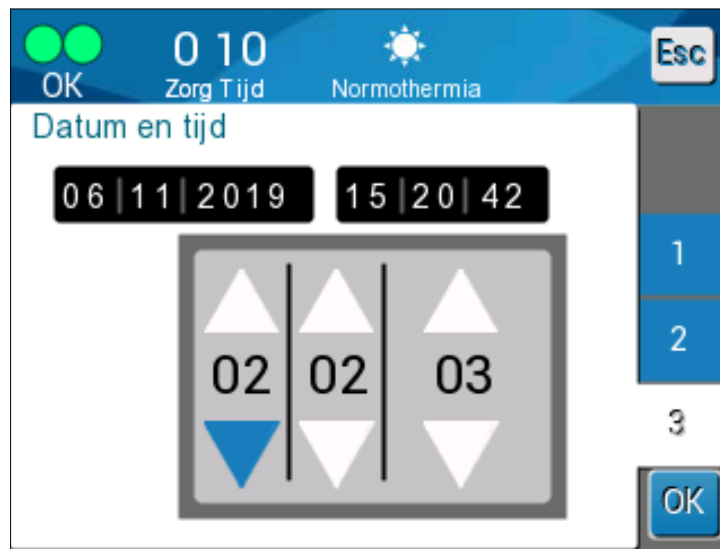 0 10
Esc
OK
Zorg Tijd
Normothermia
Datum en tijd
06|11|2019
15|20|42
1
2
02
02
03
3
OK